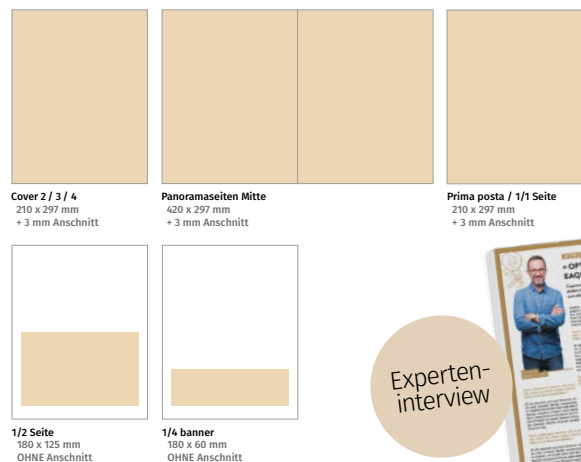 Cover 2 / 3 / 4
210 x 297 mm
+ 3 mm Anschnitt
Panoramaseiten Mitte
420 x 297 mm
+ 3 mm Anschnitt
Prima posta / 1/1 Seite
210 x 297 mm
+ 3 mm Anschnitt
1/2 Seite
180 x 125 mm
OHNE Anschnitt
1/4 banner
180 x 60 mm
OHNE Anschnitt
Experten-
interview